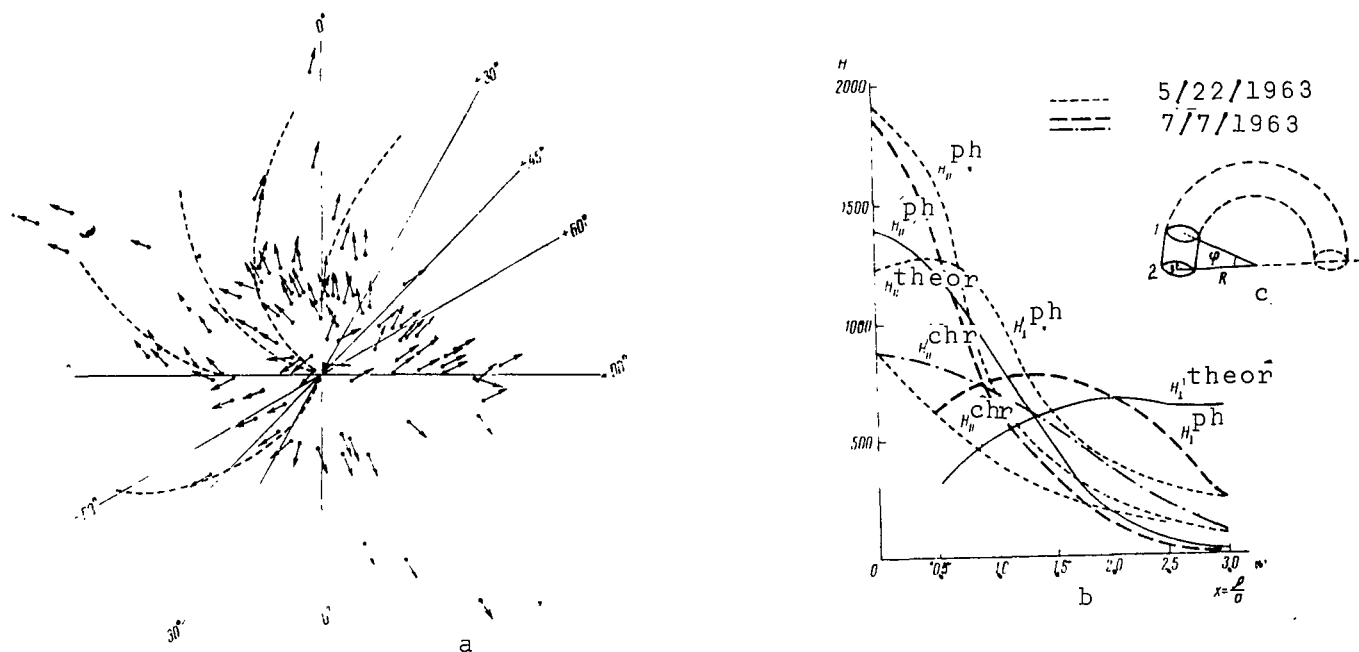 0°
+30°
+45°
+60°
30°
a
H
2000
1500
1000
500
0
0.5
1.0
1.5
2.0
2.5
3.0
x=ρ/σ
b
5/22/1963
7/7/1963
H∥ ph
H∥ ph
H∥ theor
H⊥ ph
H∥ chr
H∥ chr
H⊥ theor
H⊥ ph
1
2
φ
R
c